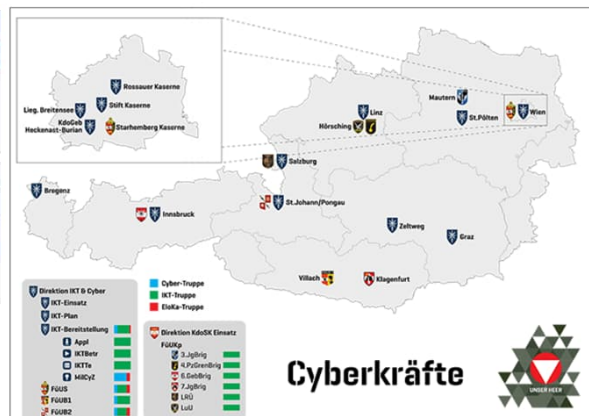 Rossauer Kaserne
Stift Kaserne
Lieg. Breitensee
KdoGeb
Heckenast-Burian
Starhemberg Kaserne
Mautern
Linz
St.Pölten
Wien
Hörsching
Salzburg
Bregenz
Innsbruck
St.Johann/Pongau
Zeltweg
Graz
Villach
Klagenfurt
Direktion IKT & Cyber
IKT-Einsatz
IKT-Plan
IKT-Bereitstellung
Appl
IKTBetr
IKTTe
MilCyZ
FüUS
FüUB1
FüUB2
Cyber-Truppe
IKT-Truppe
EloKa-Truppe
Direktion KdoSK Einsatz
FüUKp
3.JgBrig
4.PzGrenBrig
6.GebBrig
7.JgBrig
LRÜ
LuU
Cyberkräfte
UNSER HEER